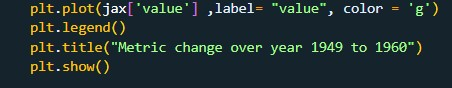 plt.plot(jax['value'] ,label= "value", color = 'g')
plt.legend()
plt.title("Metric change over year 1949 to 1960")
plt.show()